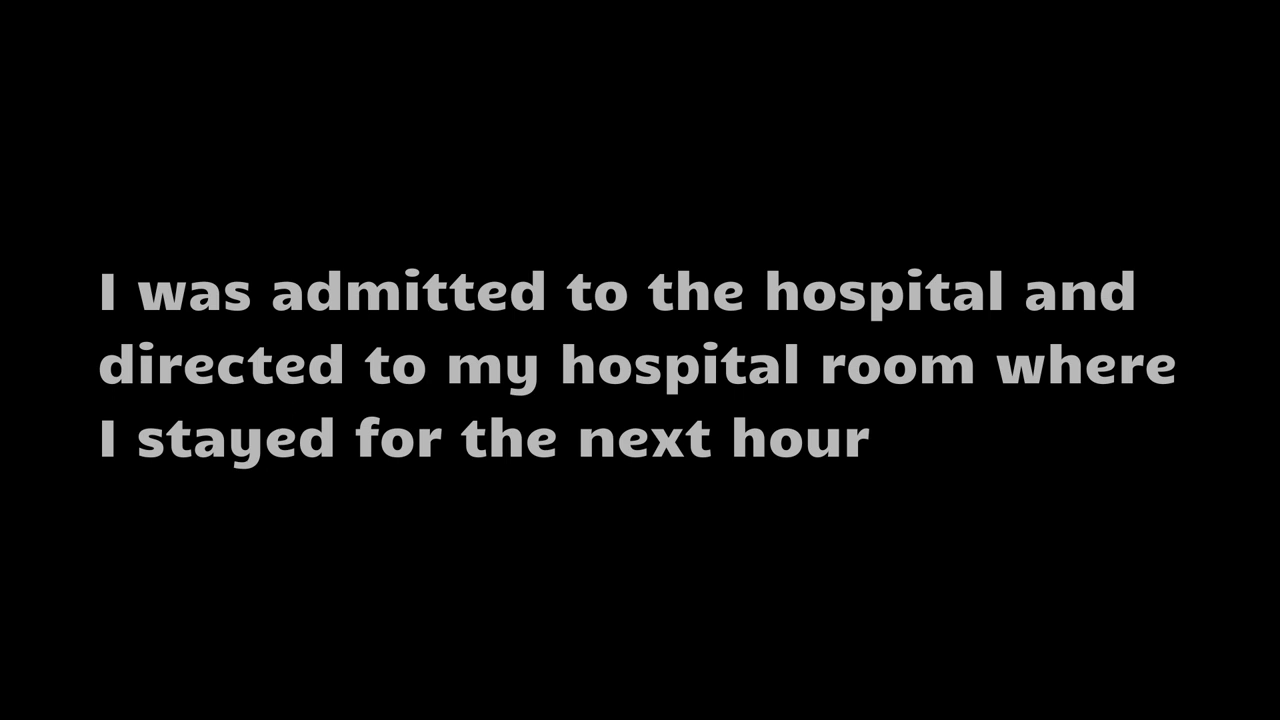 I was admitted to the hospital and
directed to my hospital room where
I stayed for the next hour